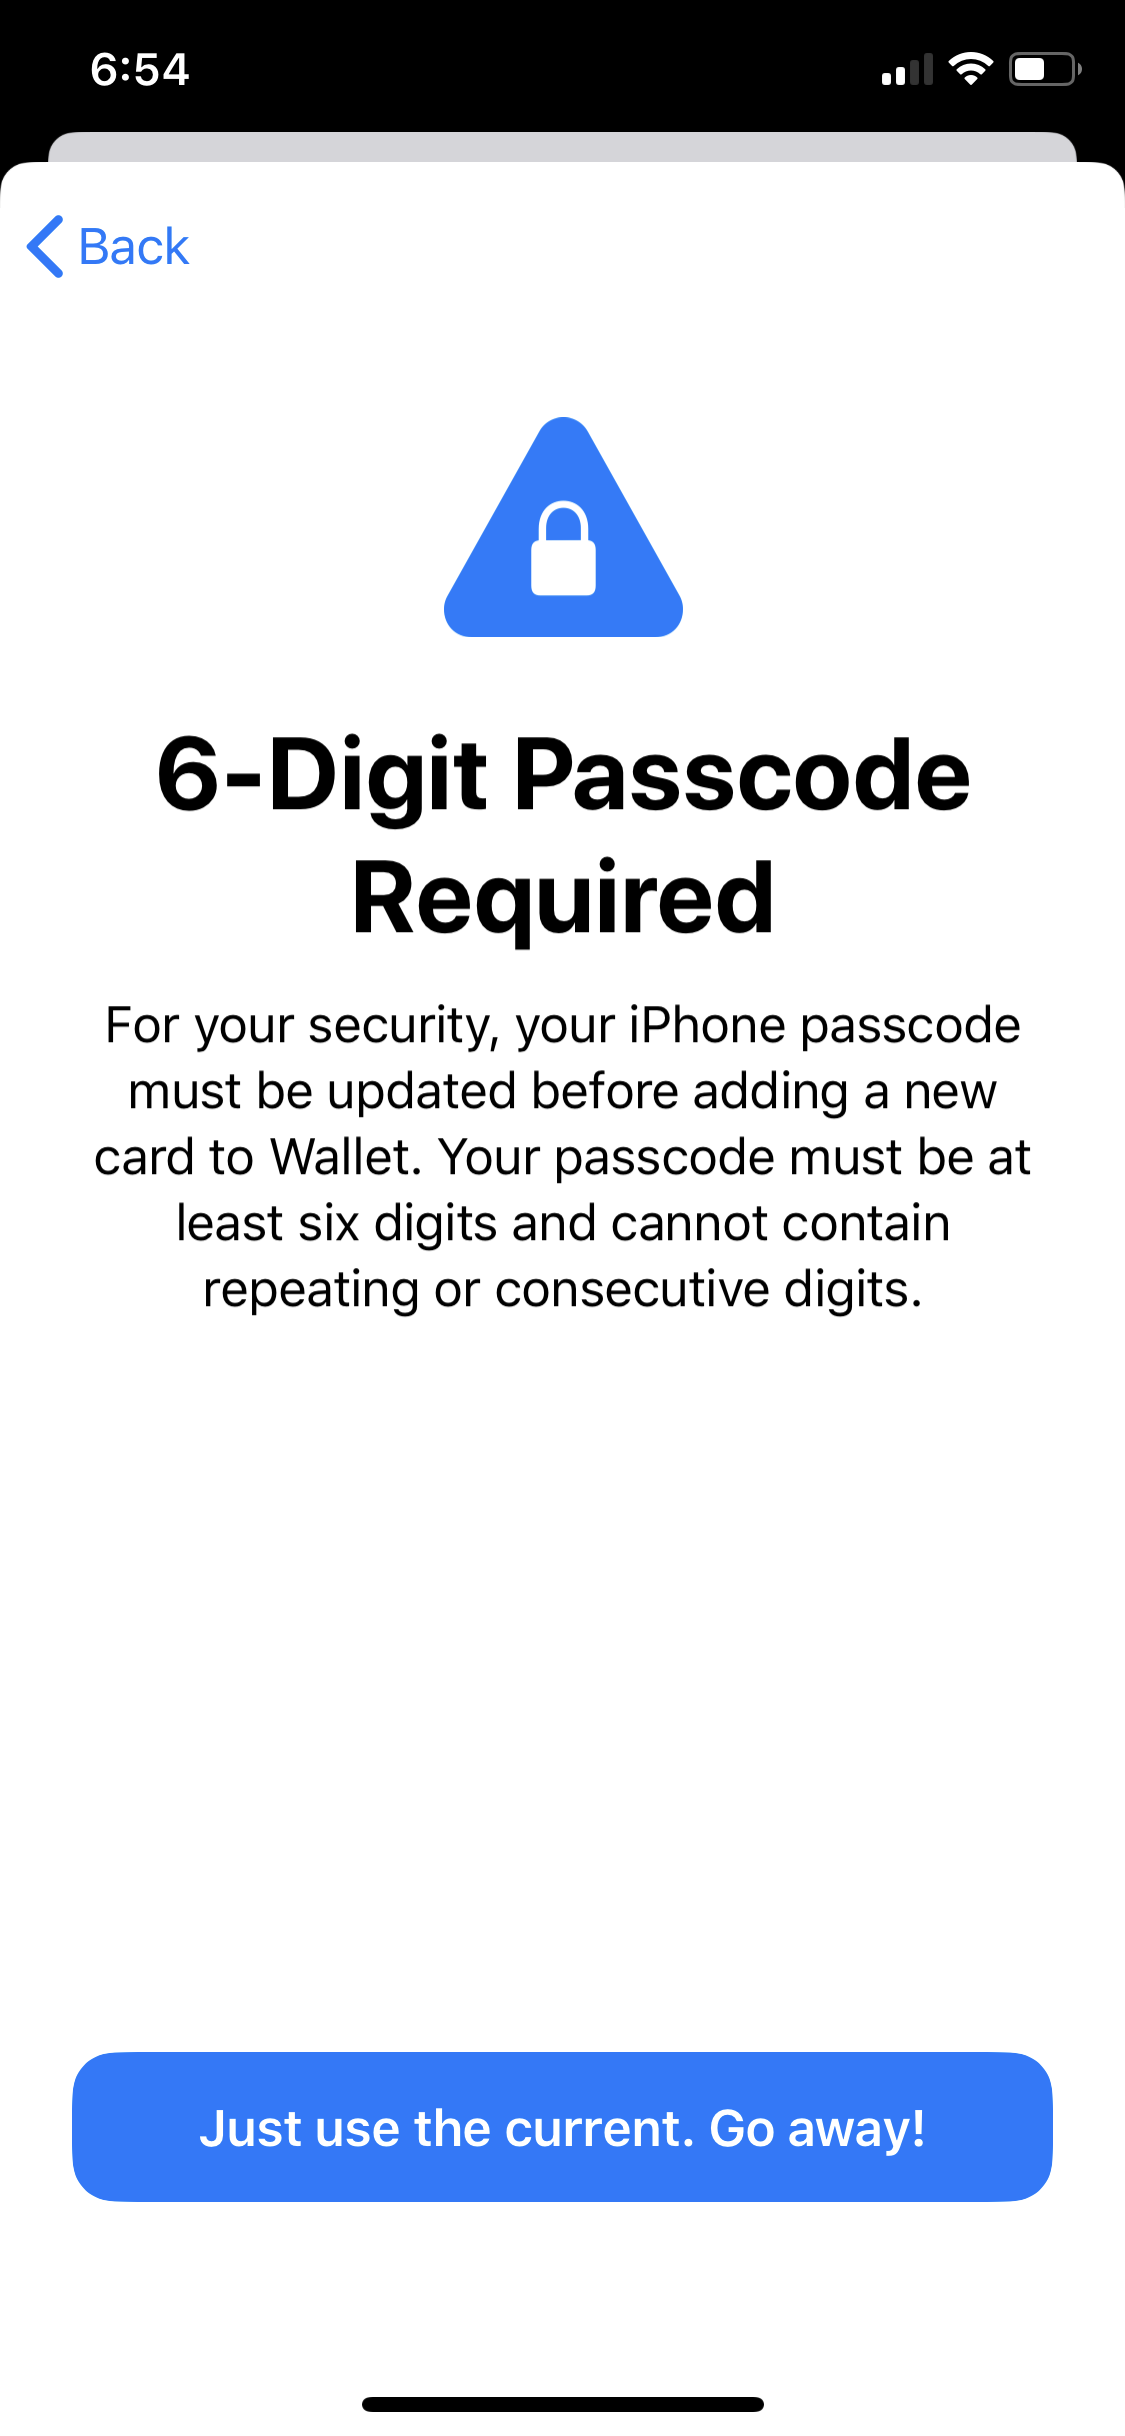 6:54
Back
6-Digit Passcode
Required
For your security, your iPhone passcode
must be updated before adding a new
card to Wallet. Your passcode must be at
least six digits and cannot contain
repeating or consecutive digits.
Just use the current. Go away!